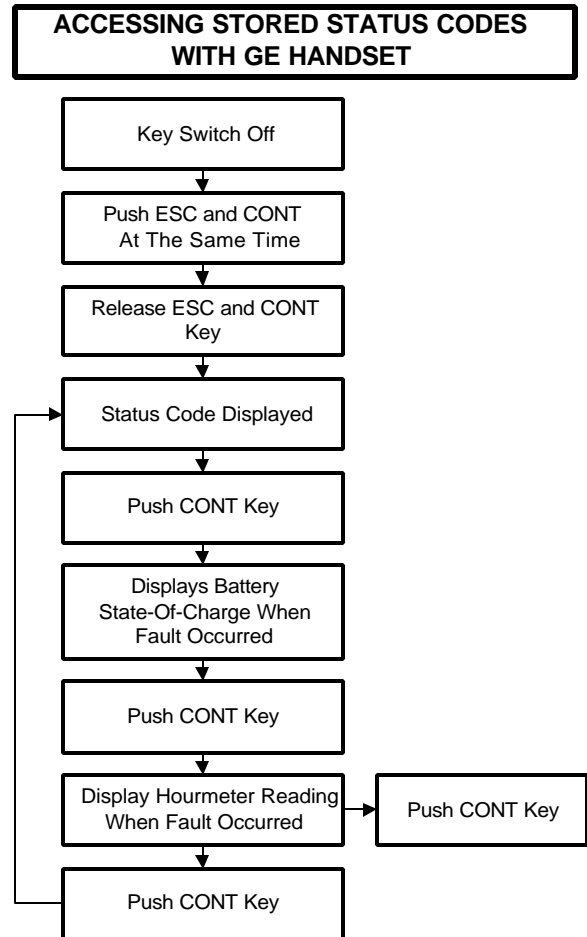 ACCESSING STORED STATUS CODES
WITH GE HANDSET
Key Switch Off
Push ESC and CONT
At The Same Time
Release ESC and CONT
Key
Status Code Displayed
Push CONT Key
Displays Battery
State-Of-Charge When
Fault Occurred
Push CONT Key
Display Hourmeter Reading
When Fault Occurred
Push CONT Key
Push CONT Key